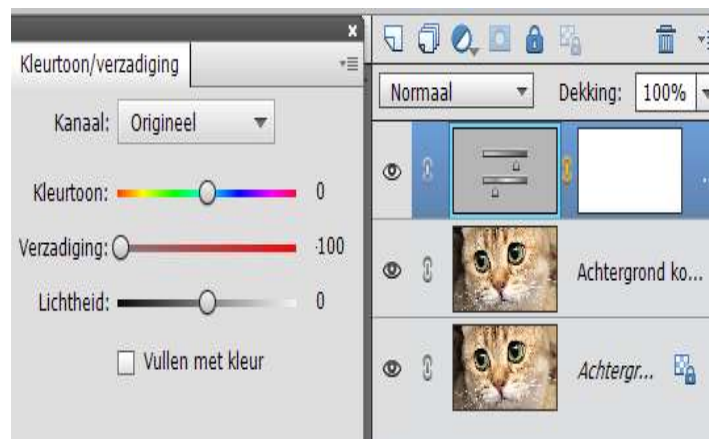 Kleurtoon/verzadiging
Kanaal: Origineel
Kleurtoon: 0
Verzadiging: -100
Lichtheid: 0
Vullen met kleur
Normaal Dekking: 100%
...
Achtergrond ko...
Achtergr...